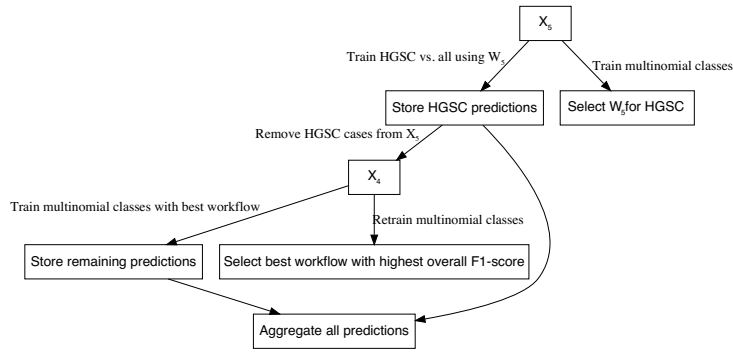 X₅
Train HGSC vs. all using W₅
Train multinomial classes
Store HGSC predictions
Select W₅for HGSC
Remove HGSC cases from X₅
X₄
Train multinomial classes with best workflow
Retrain multinomial classes
Store remaining predictions
Select best workflow with highest overall F1-score
Aggregate all predictions